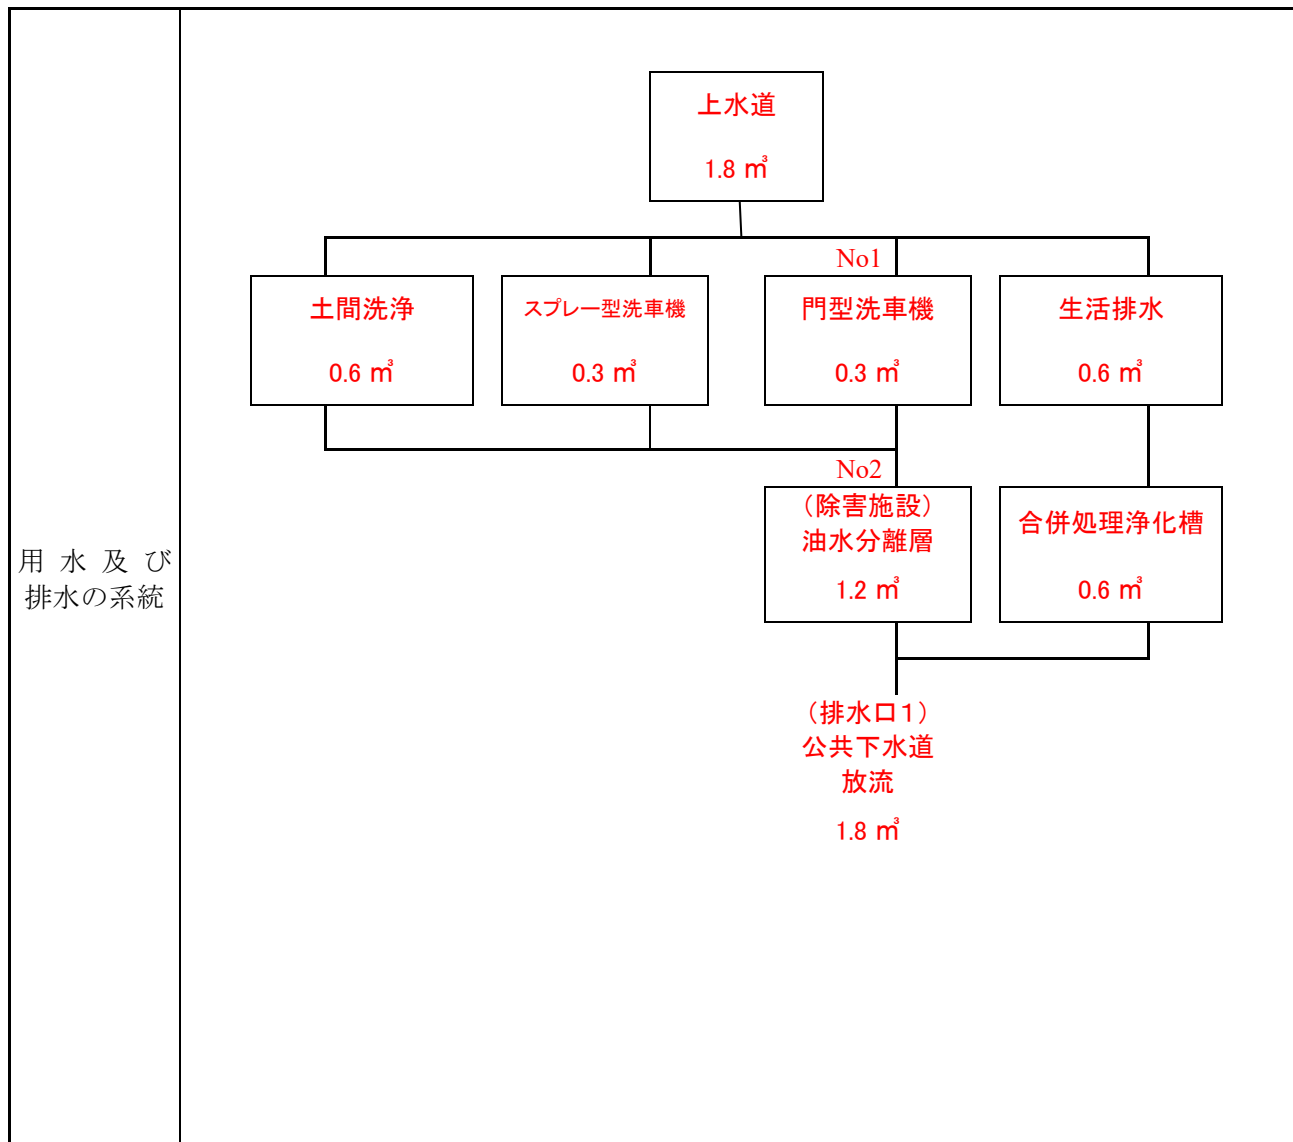 上水道
1.8 ㎥
No1
土間洗浄
スプレー型洗車機
門型洗車機
生活排水
0.6 ㎥
0.3 ㎥
0.3 ㎥
0.6 ㎥
No2
（除害施設）
油水分離層
1.2 ㎥
合併処理浄化槽
0.6 ㎥
用水及び
排水の系統
（排水口１）
公共下水道
放流
1.8 ㎥